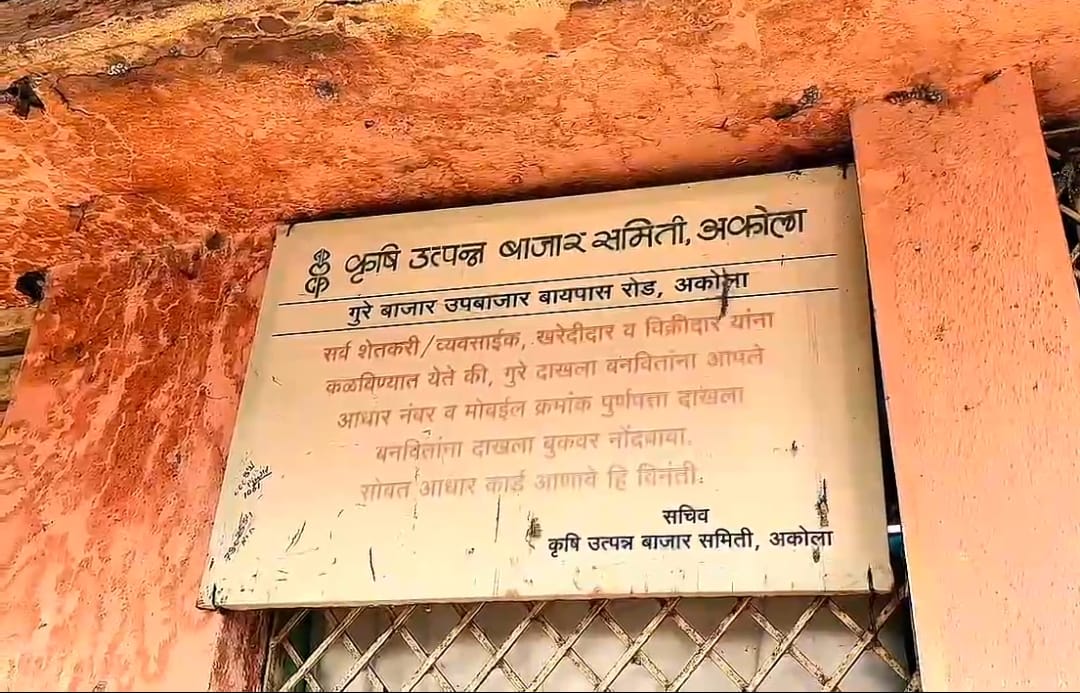 कृषि उत्पन्न बाजार समिती, अकोला
गुरे बाजार उपबाजार बायपास रोड, अकोला
सर्व शेतकरी/व्यवसाईक, खरेदीदार व विक्रीदार यांना
कळविण्यात येते की, गुरे दाखला बनवितांना आपले
आधार नंबर व मोबईल क्रमांक पुर्णपत्ता दाखला
बनवितांना दाखला बुकवर नोंदवावा.
सोबत आधार कार्ड आणावे हि विनंती.
सचिव
कृषि उत्पन्न बाजार समिती, अकोला